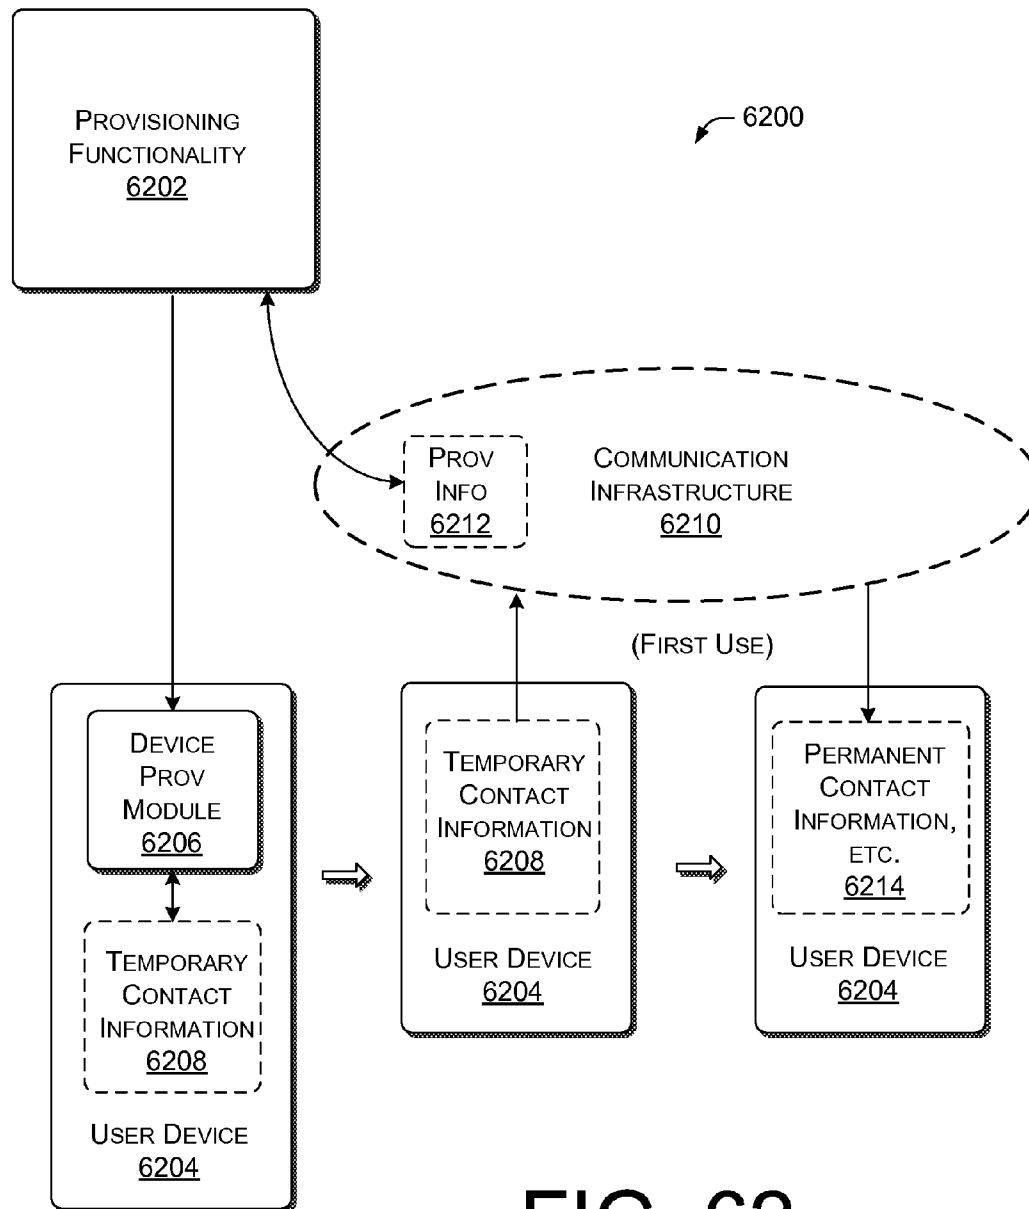 PROVISIONING
FUNCTIONALITY
6202
6200
PROV
INFO
6212
COMMUNICATION
INFRASTRUCTURE
6210
(FIRST USE)
DEVICE
PROV
MODULE
6206
TEMPORARY
CONTACT
INFORMATION
6208
USER DEVICE
6204
TEMPORARY
CONTACT
INFORMATION
6208
USER DEVICE
6204
PERMANENT
CONTACT
INFORMATION,
ETC.
6214
USER DEVICE
6204
FIG. 62